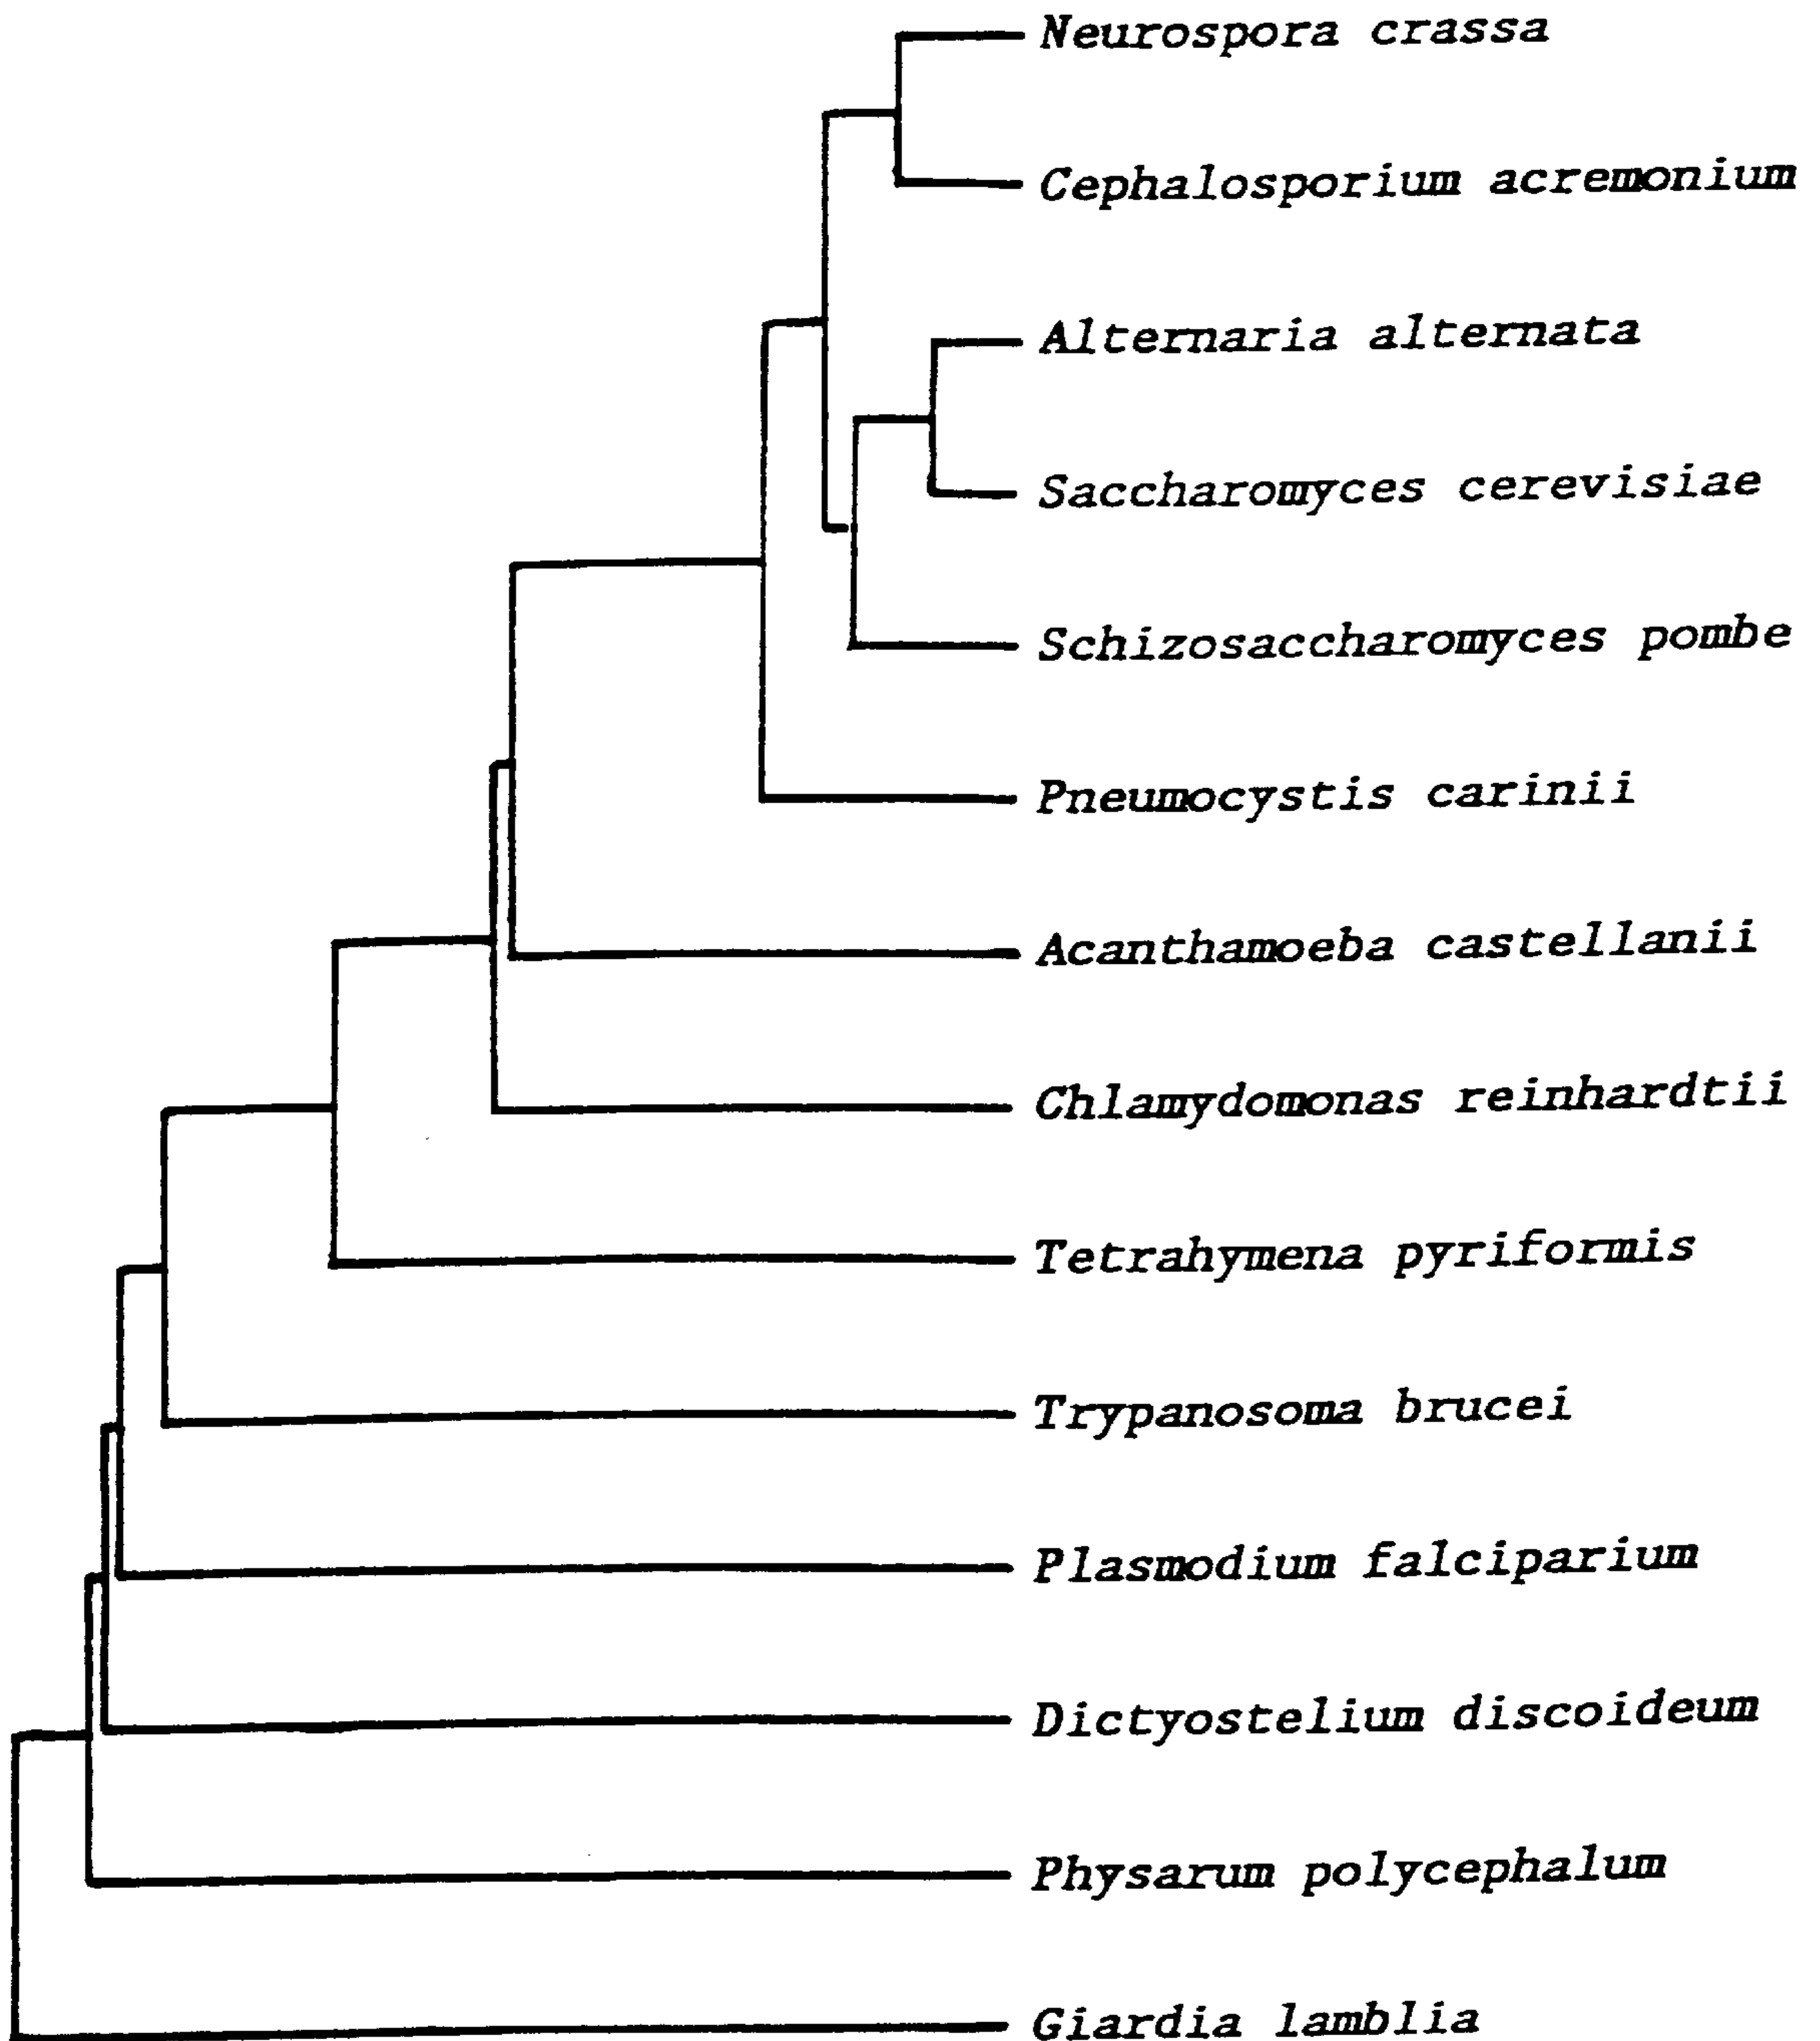 Neurospora crassa
Cephalosporium acremonium
Alternaria alternata
Saccharomyces cerevisiae
Schizosaccharomyces pombe
Pneumocystis carinii
Acanthamoeba castellanii
Chlamydomonas reinhardtii
Tetrahymena pyriformis
Trypanosoma brucei
Plasmodium falciparium
Dictyostelium discoideum
Physarum polycephalum
Giardia lamblia